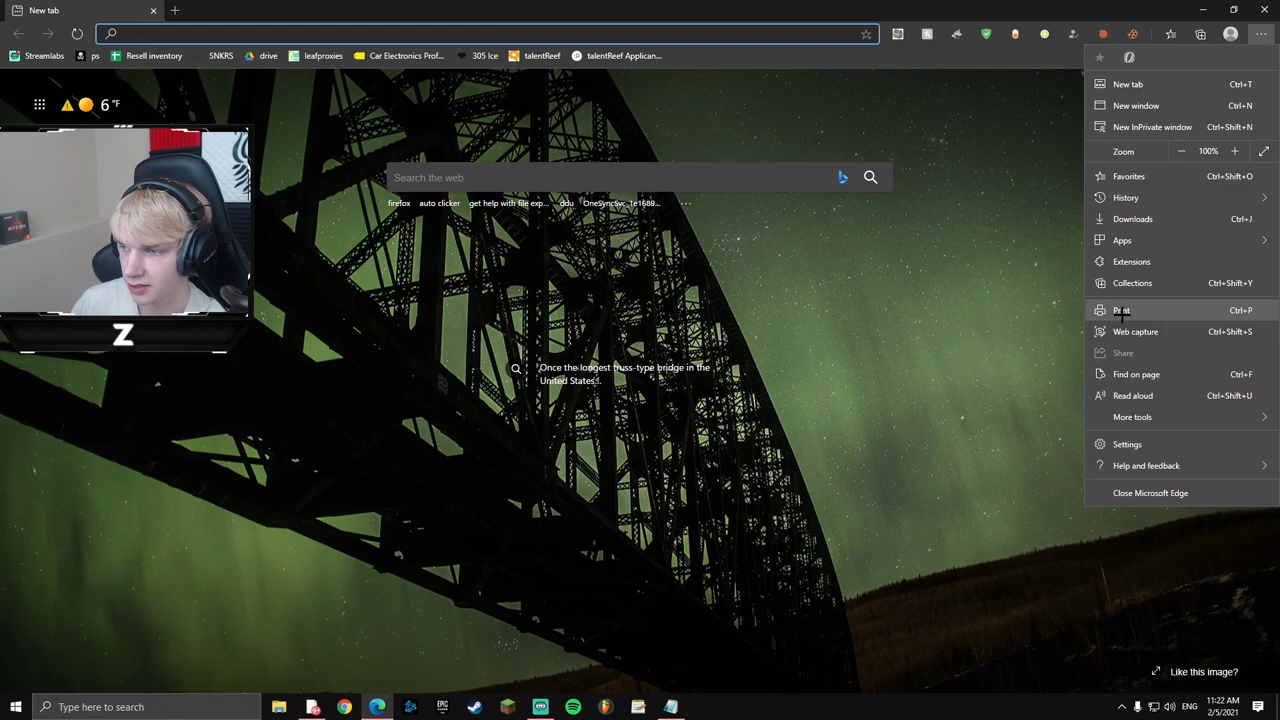 New tab
Streamlabs ps Resell inventory SNKRS drive leafproxies Car Electronics Prof... 305 Ice talentReef talentReef Applican...
6 °F
Search the web
firefox auto clicker get help with file exp... ddu OneSyncSvc_1e1689...
Once the longest truss-type bridge in the
United States...
Z
New tab Ctrl+T
New window Ctrl+N
New InPrivate window Ctrl+Shift+N
Zoom — 100% +
Favorites Ctrl+Shift+O
History
Downloads Ctrl+J
Apps
Extensions
Collections Ctrl+Shift+Y
Print Ctrl+P
Web capture Ctrl+Shift+S
Share
Find on page Ctrl+F
Read aloud Ctrl+Shift+U
More tools
Settings
Help and feedback
Close Microsoft Edge
Like this image?
Type here to search
EPIC
GAMES
ENG
11:22 AM
2/5/2021